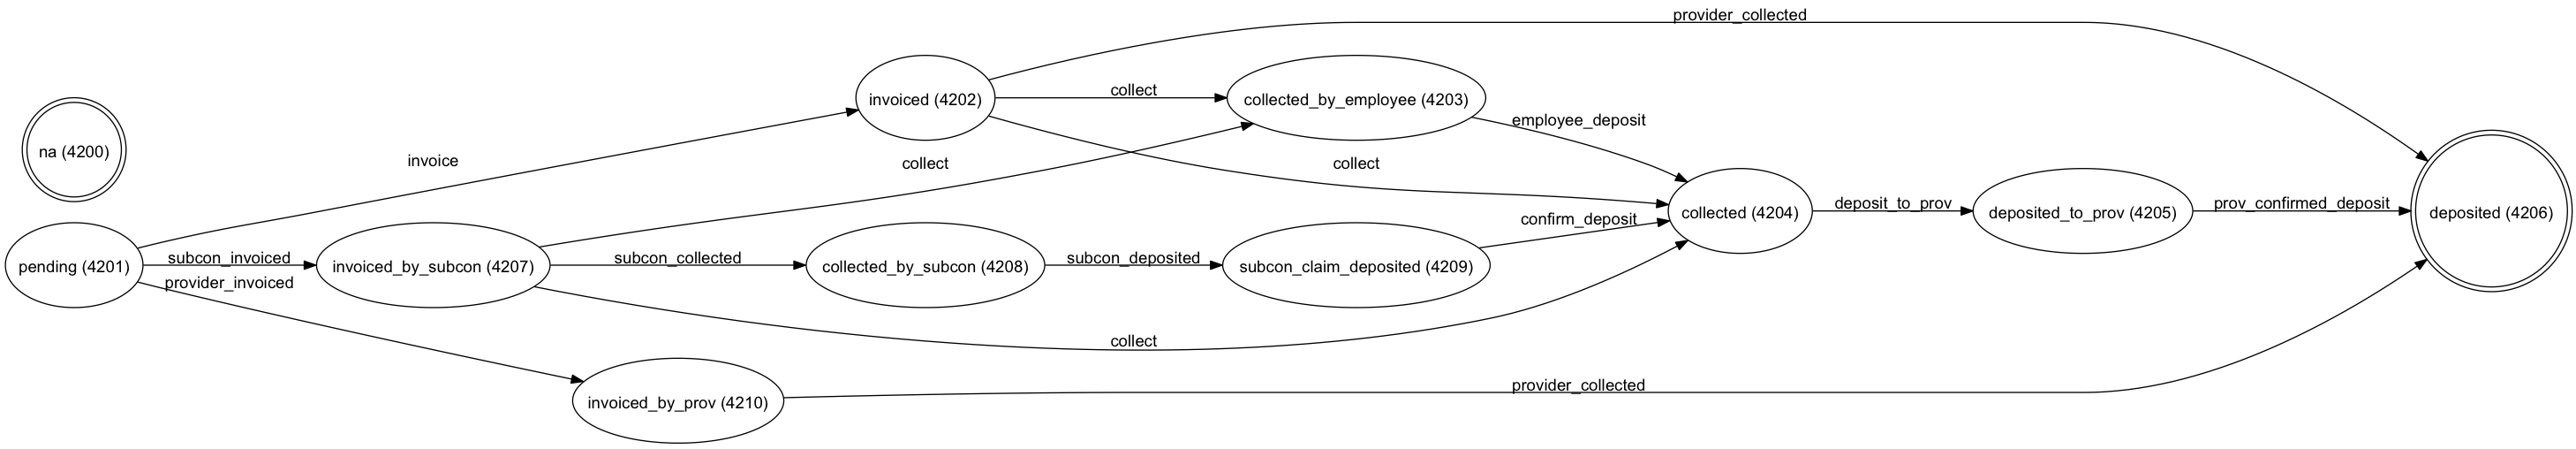 provider_collected
invoiced (4202)
collect
collected_by_employee (4203)
employee_deposit
na (4200)
invoice
collect
collect
pending (4201)
subcon_invoiced
invoiced_by_subcon (4207)
subcon_collected
collected_by_subcon (4208)
subcon_deposited
subcon_claim_deposited (4209)
confirm_deposit
collected (4204)
deposit_to_prov
deposited_to_prov (4205)
prov_confirmed_deposit
deposited (4206)
provider_invoiced
collect
invoiced_by_prov (4210)
provider_collected